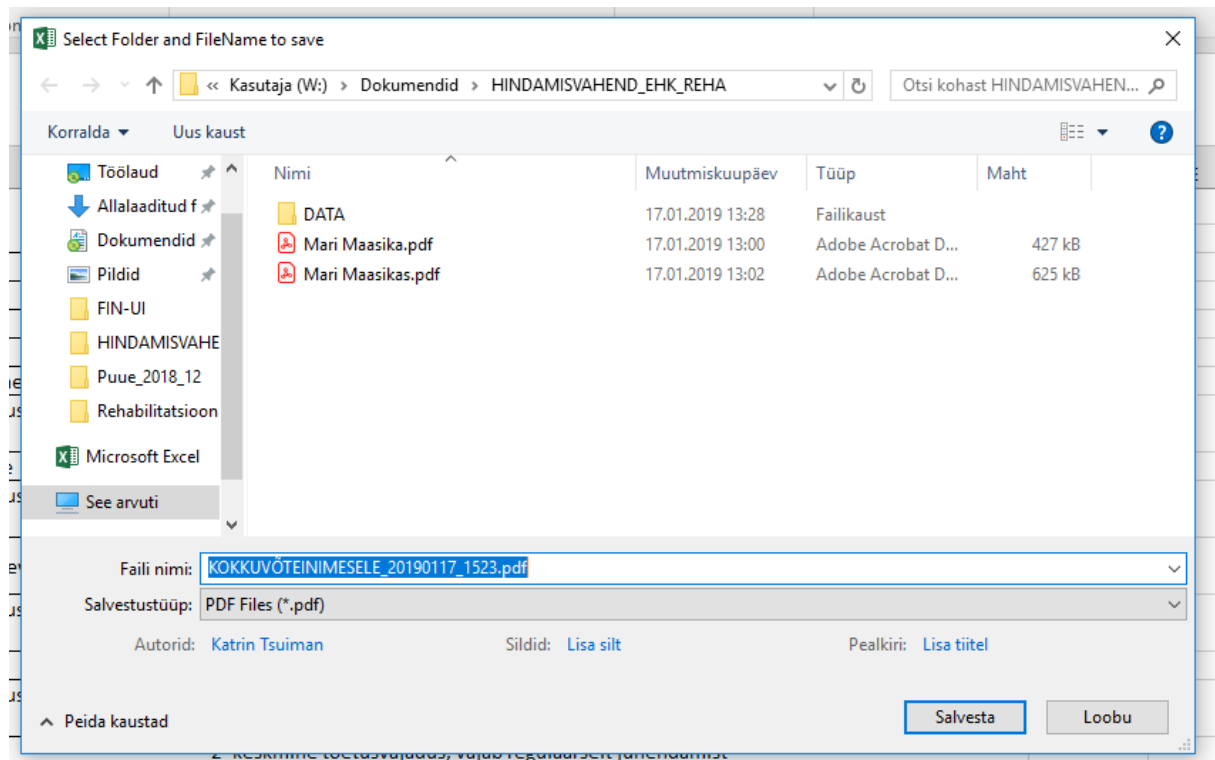 Select Folder and FileName to save
« Kasutaja (W:) › Dokumendid › HINDAMISVAHEND_EHK_REHA
Otsi kohast HINDAMISVAHEN...
Korralda
Uus kaust
Töölaud
Allalaaditud f
Dokumendid
Pildid
FIN-UI
HINDAMISVAHE
Puue_2018_12
Rehabilitatsioon
Microsoft Excel
See arvuti
Nimi Muutmiskuupäev Tüüp Maht
DATA 17.01.2019 13:28 Failikaust
Mari Maasika.pdf 17.01.2019 13:00 Adobe Acrobat D... 427 kB
Mari Maasikas.pdf 17.01.2019 13:02 Adobe Acrobat D... 625 kB
Faili nimi: KOKKUVÕTEINIMESELE_20190117_1523.pdf
Salvestustüüp: PDF Files (*.pdf)
Autorid: Katrin Tsuiman Sildid: Lisa silt Pealkiri: Lisa tiitel
Peida kaustad
Salvesta
Loobu